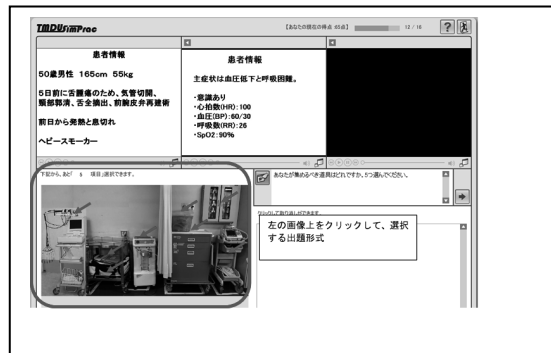 TMDUSimPrac
【あなたの現在の得点:65点】
12 / 16
?
患者情報
50歳男性 165cm 55kg
5日前に舌腫瘍のため、気管切開、
頸部郭清、舌全摘出、前腕皮弁再建術
前日から発熱と息切れ
ヘビースモーカー
患者情報
主症状は血圧低下と呼吸困難。
・意識あり
・心拍数(HR):100
・血圧(BP):60/30
・呼吸数(RR):26
・SpO2:90%
下記から、あと「 5 項目」選択できます。
あなたが集めるべき道具はどれですか。5つ選んでください。
クリックして取り消しができます
左の画像上をクリックして、選択
する出題形式